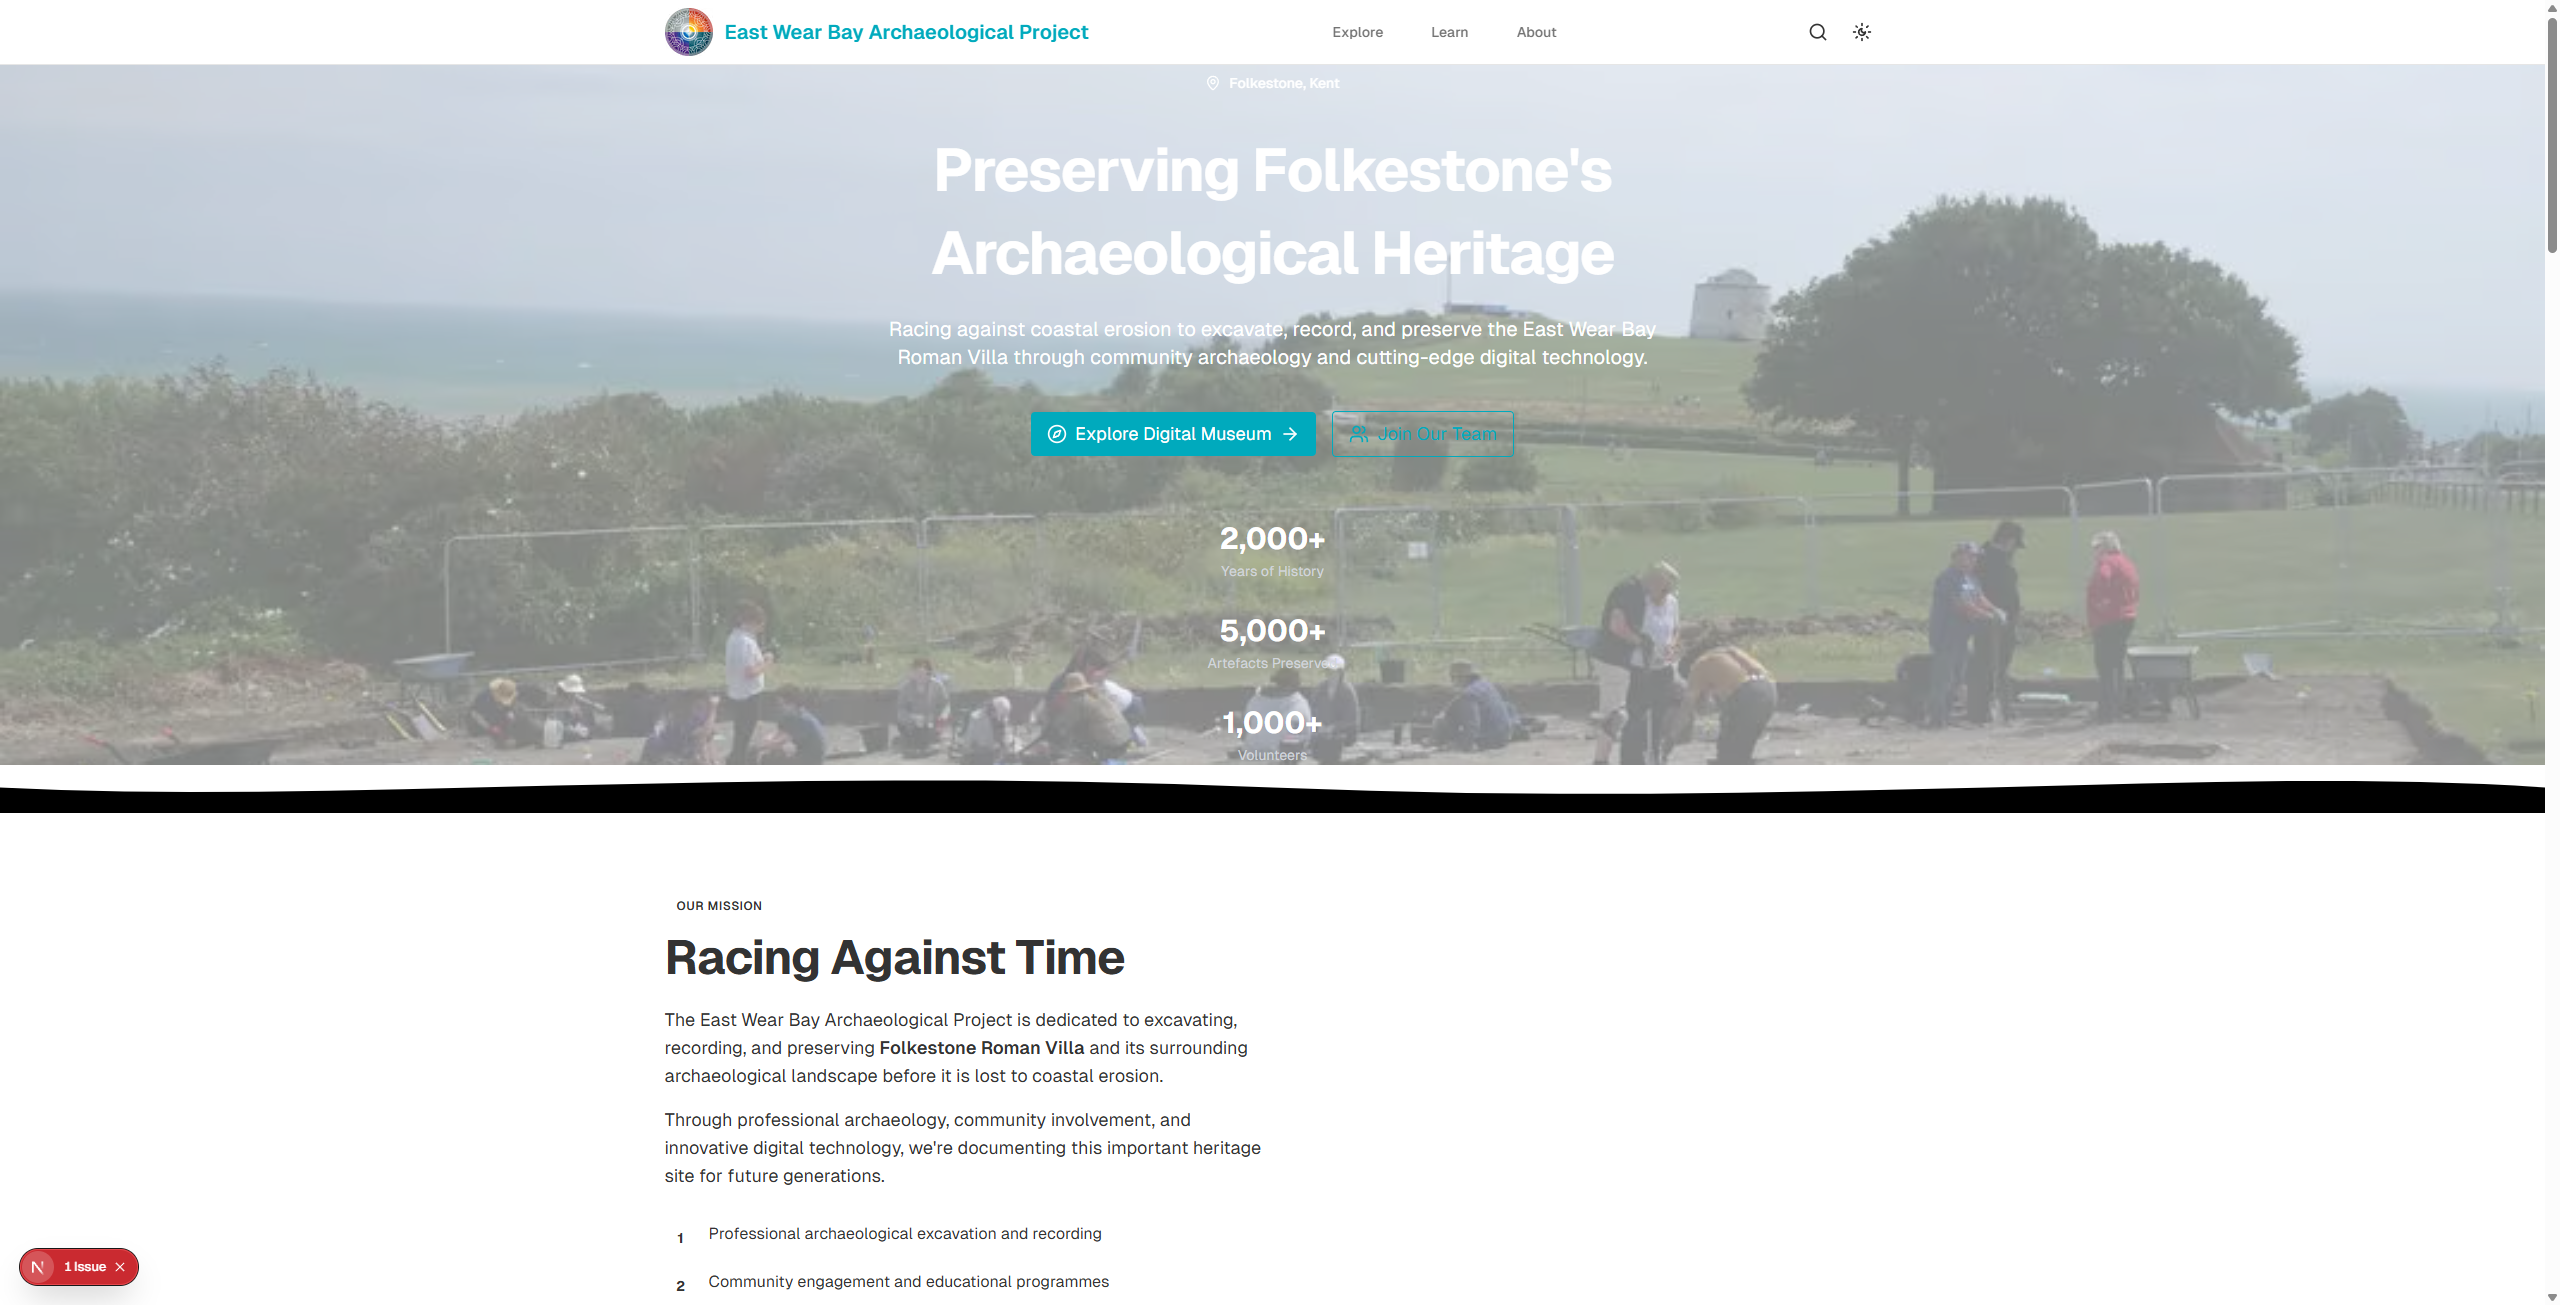 East Wear Bay Archaeological Project
Explore
Learn
About
Folkestone, Kent
Preserving Folkestone's
Archaeological Heritage
Racing against coastal erosion to excavate, record, and preserve the East Wear Bay
Roman Villa through community archaeology and cutting-edge digital technology.
Explore Digital Museum
Join Our Team
2,000+
Years of History
5,000+
Artefacts Preserved
1,000+
Volunteers
OUR MISSION
Racing Against Time
The East Wear Bay Archaeological Project is dedicated to excavating,
recording, and preserving Folkestone Roman Villa and its surrounding
archaeological landscape before it is lost to coastal erosion.
Through professional archaeology, community involvement, and
innovative digital technology, we're documenting this important heritage
site for future generations.
1 Professional archaeological excavation and recording
2 Community engagement and educational programmes
N 1 Issue